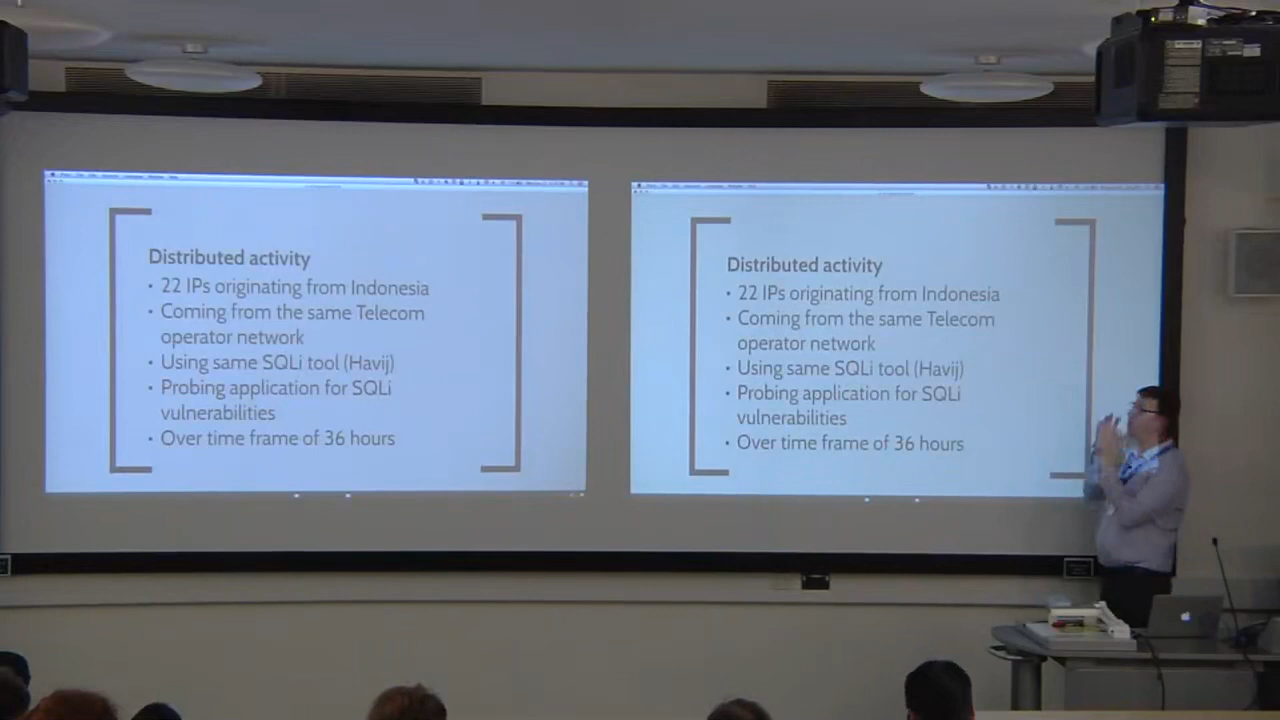 Distributed activity
• 22 IPs originating from Indonesia
• Coming from the same Telecom
operator network
• Using same SQLi tool (Havij)
• Probing application for SQLi
vulnerabilities
• Over time frame of 36 hours
Distributed activity
• 22 IPs originating from Indonesia
• Coming from the same Telecom
operator network
• Using same SQLi tool (Havij)
• Probing application for SQLi
vulnerabilities
• Over time frame of 36 hours